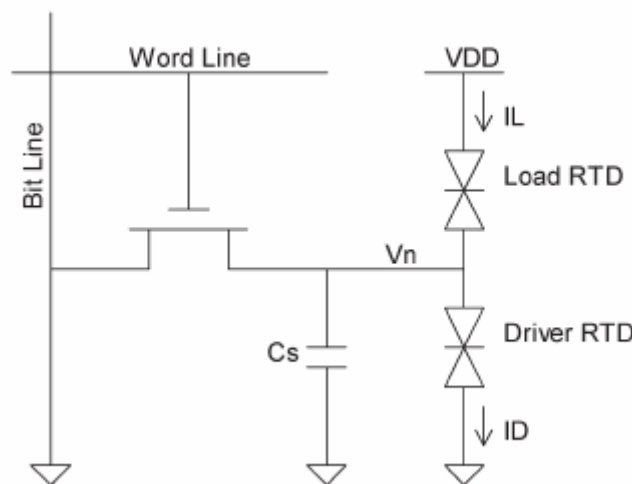 Word Line
VDD
IL
Bit Line
Load RTD
Vn
Driver RTD
Cs
ID